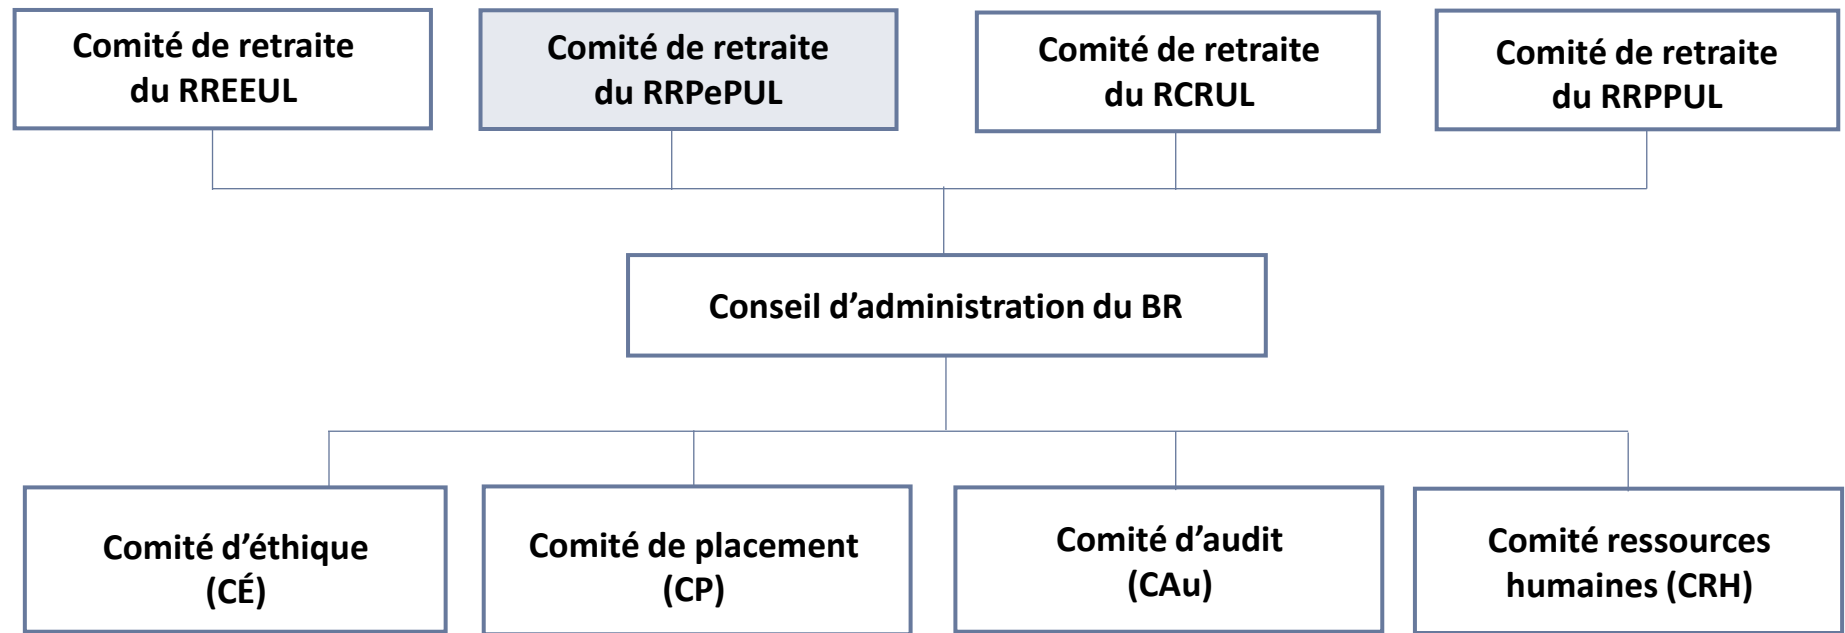 Comité de retraite
du RREEUL
Comité de retraite
du RRPePUL
Comité de retraite
du RCRUL
Comité de retraite
du RRPPUL
Conseil d’administration du BR
Comité d’éthique
(CÉ)
Comité de placement
(CP)
Comité d’audit
(CAu)
Comité ressources
humaines (CRH)